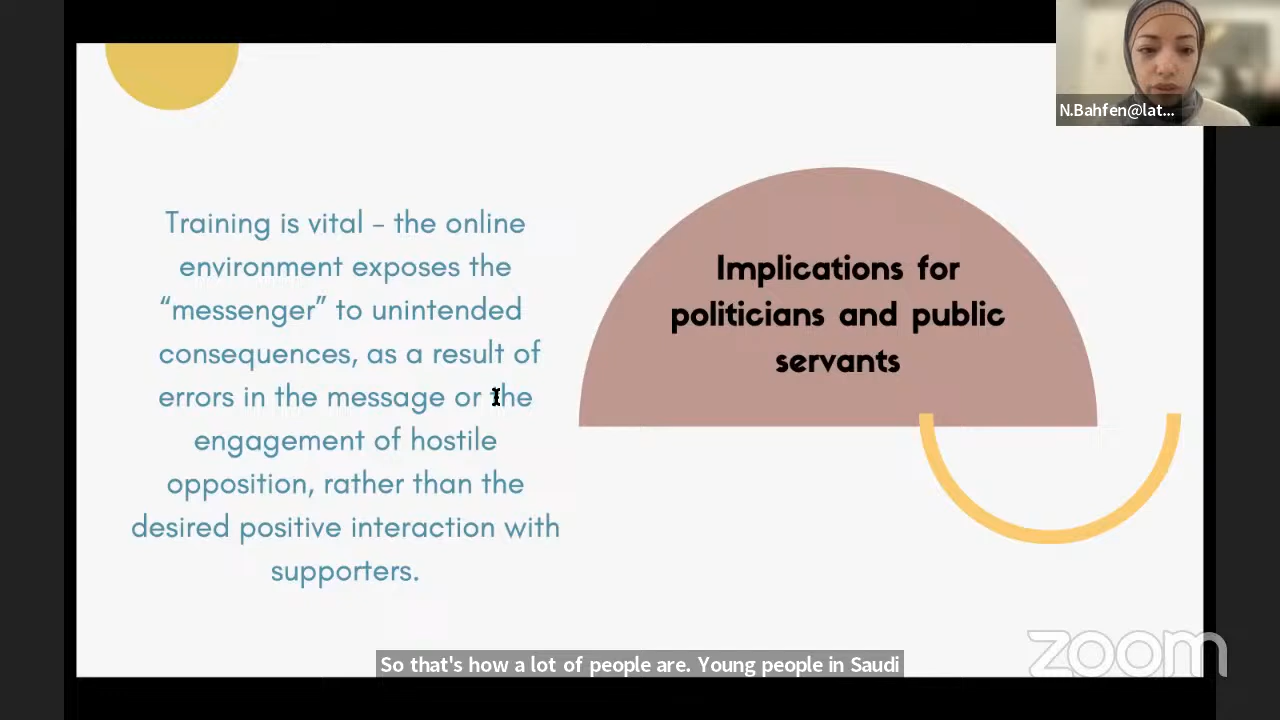 N.Bahfen@lat...
Training is vital – the online
environment exposes the
“messenger” to unintended
consequences, as a result of
errors in the message or the
engagement of hostile
opposition, rather than the
desired positive interaction with
supporters.
Implications for
politicians and public
servants
zoom
So that's how a lot of people are. Young people in Saudi